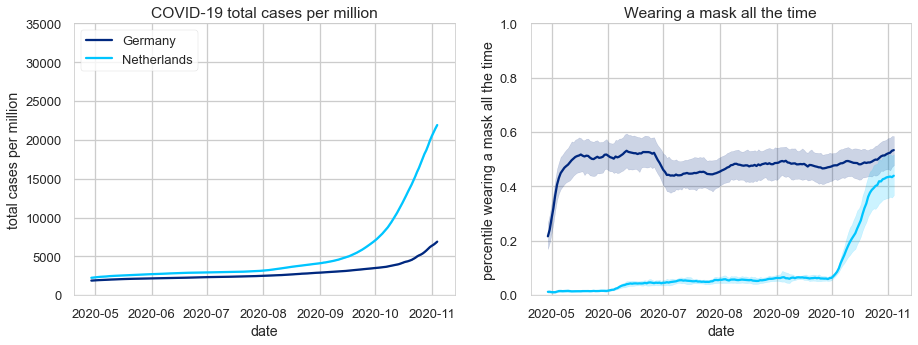 COVID-19 total cases per million
35000
30000
25000
20000
15000
10000
5000
0
total cases per million
Germany
Netherlands
2020-05 2020-06 2020-07 2020-08 2020-09 2020-10 2020-11
date
Wearing a mask all the time
1.0
0.8
0.6
0.4
0.2
0.0
percentile wearing a mask all the time
2020-05 2020-06 2020-07 2020-08 2020-09 2020-10 2020-11
date